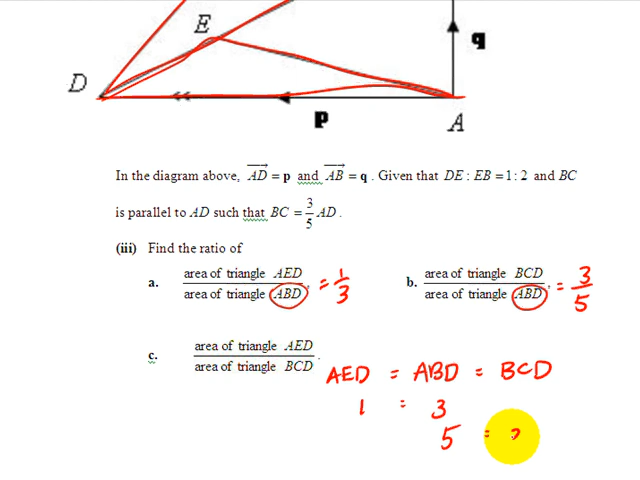 E
q
D
p
A
In the diagram above, AD = p and AB = q . Given that DE : EB = 1 : 2 and BC
is parallel to AD such that BC = 3/5 AD .
(iii) Find the ratio of
a. area of triangle AED / area of triangle ABD . = 1/3
b. area of triangle BCD / area of triangle ABD . = 3/5
c. area of triangle AED / area of triangle BCD .
AED = ABD = BCD
1 : 3
5 =